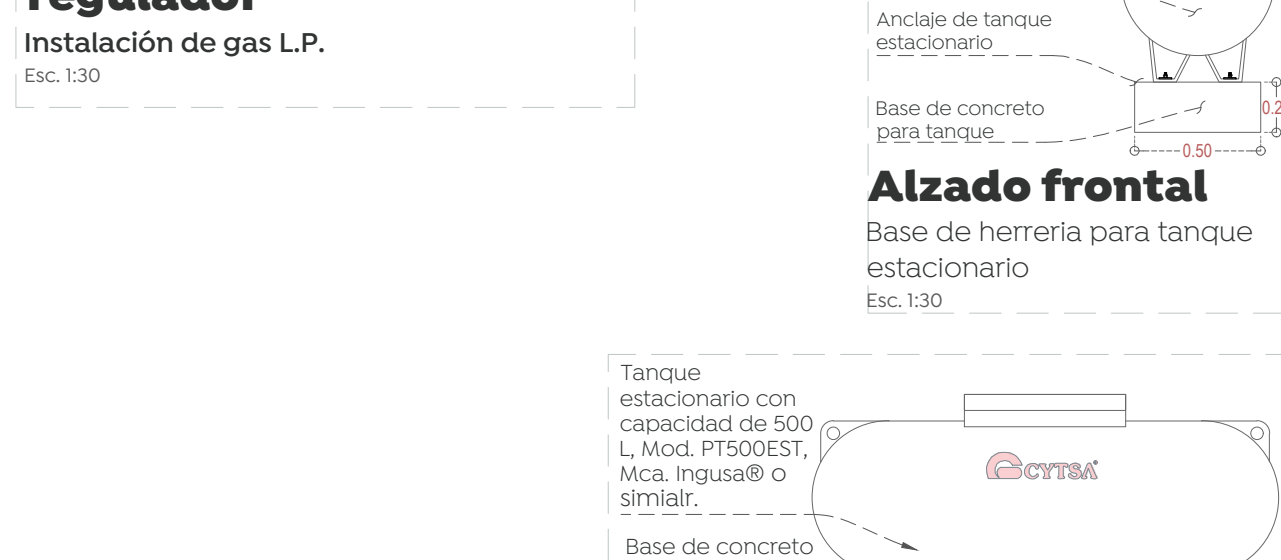 regulador
Instalación de gas L.P.
Esc. 1:30
Anclaje de tanque
estacionario
Base de concreto
para tanque
0.2
0.50
Alzado frontal
Base de herreria para tanque
estacionario
Esc. 1:30
Tanque
estacionario con
capacidad de 500
L, Mod. PT500EST,
Mca. Ingusa® o
simialr.
CYTSA®
Base de concreto